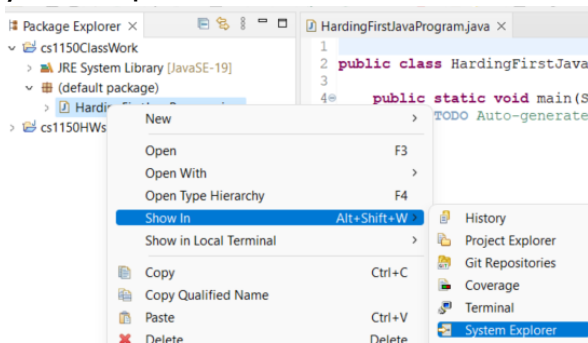 Package Explorer
HardingFirstJavaProgram.java
cs1150ClassWork
JRE System Library [JavaSE-19]
(default package)
cs1150HWs
1
2 public class HardingFirstJava
3
4 public static void main(S
TODO Auto-generate
New
Open F3
Open With
Open Type Hierarchy F4
Show In Alt+Shift+W
Show in Local Terminal
Copy Ctrl+C
Copy Qualified Name
Paste Ctrl+V
Delete Delete
History
Project Explorer
Git Repositories
Coverage
Terminal
System Explorer